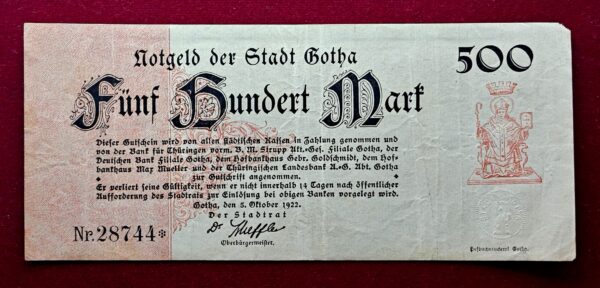 Notgeld der Stadt Gotha
500
Fünf Hundert Mark
Dieser Gutschein wird von allen städtischen Kassen in Zahlung genommen und
von der Bank für Thüringen vorm. B. M. Strupp Akt.-Ges. Filiale Gotha, der
Deutschen Bank Filiale Gotha, dem Hofbankhaus Gebr. Goldschmidt, dem Hof-
bankhaus Max Mueller und der Thüringischen Landesbank A.-G. Abt. Gotha
zur Gutschrift angenommen.
Er verliert seine Gültigkeit, wenn er nicht innerhalb 14 Tagen nach öffentlicher
Aufforderung des Stadtrats zur Einlösung bei obigen Banken vorgelegt wird.
Gotha, den 5. Oktober 1922.
Der Stadtrat
Dr Scheffler
Oberbürgermeister.
Nr. 28744*
Gotha.